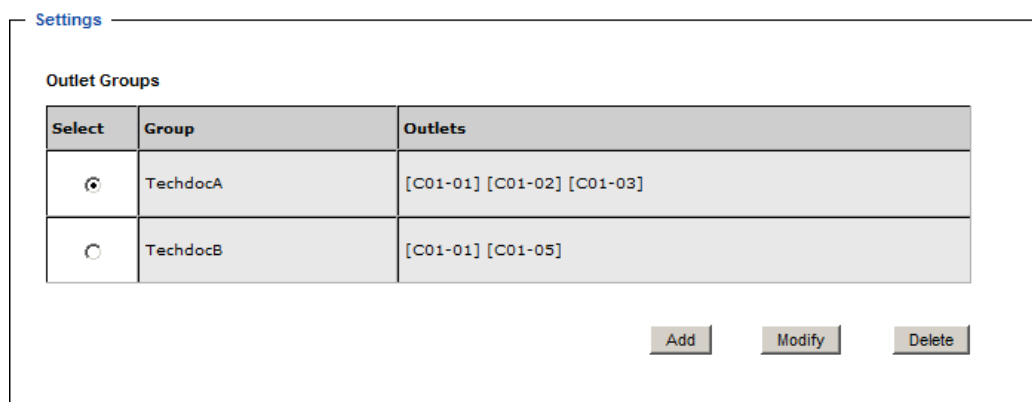 Settings
Outlet Groups
Select Group Outlets
TechdocA [C01-01] [C01-02] [C01-03]
TechdocB [C01-01] [C01-05]
Add Modify Delete